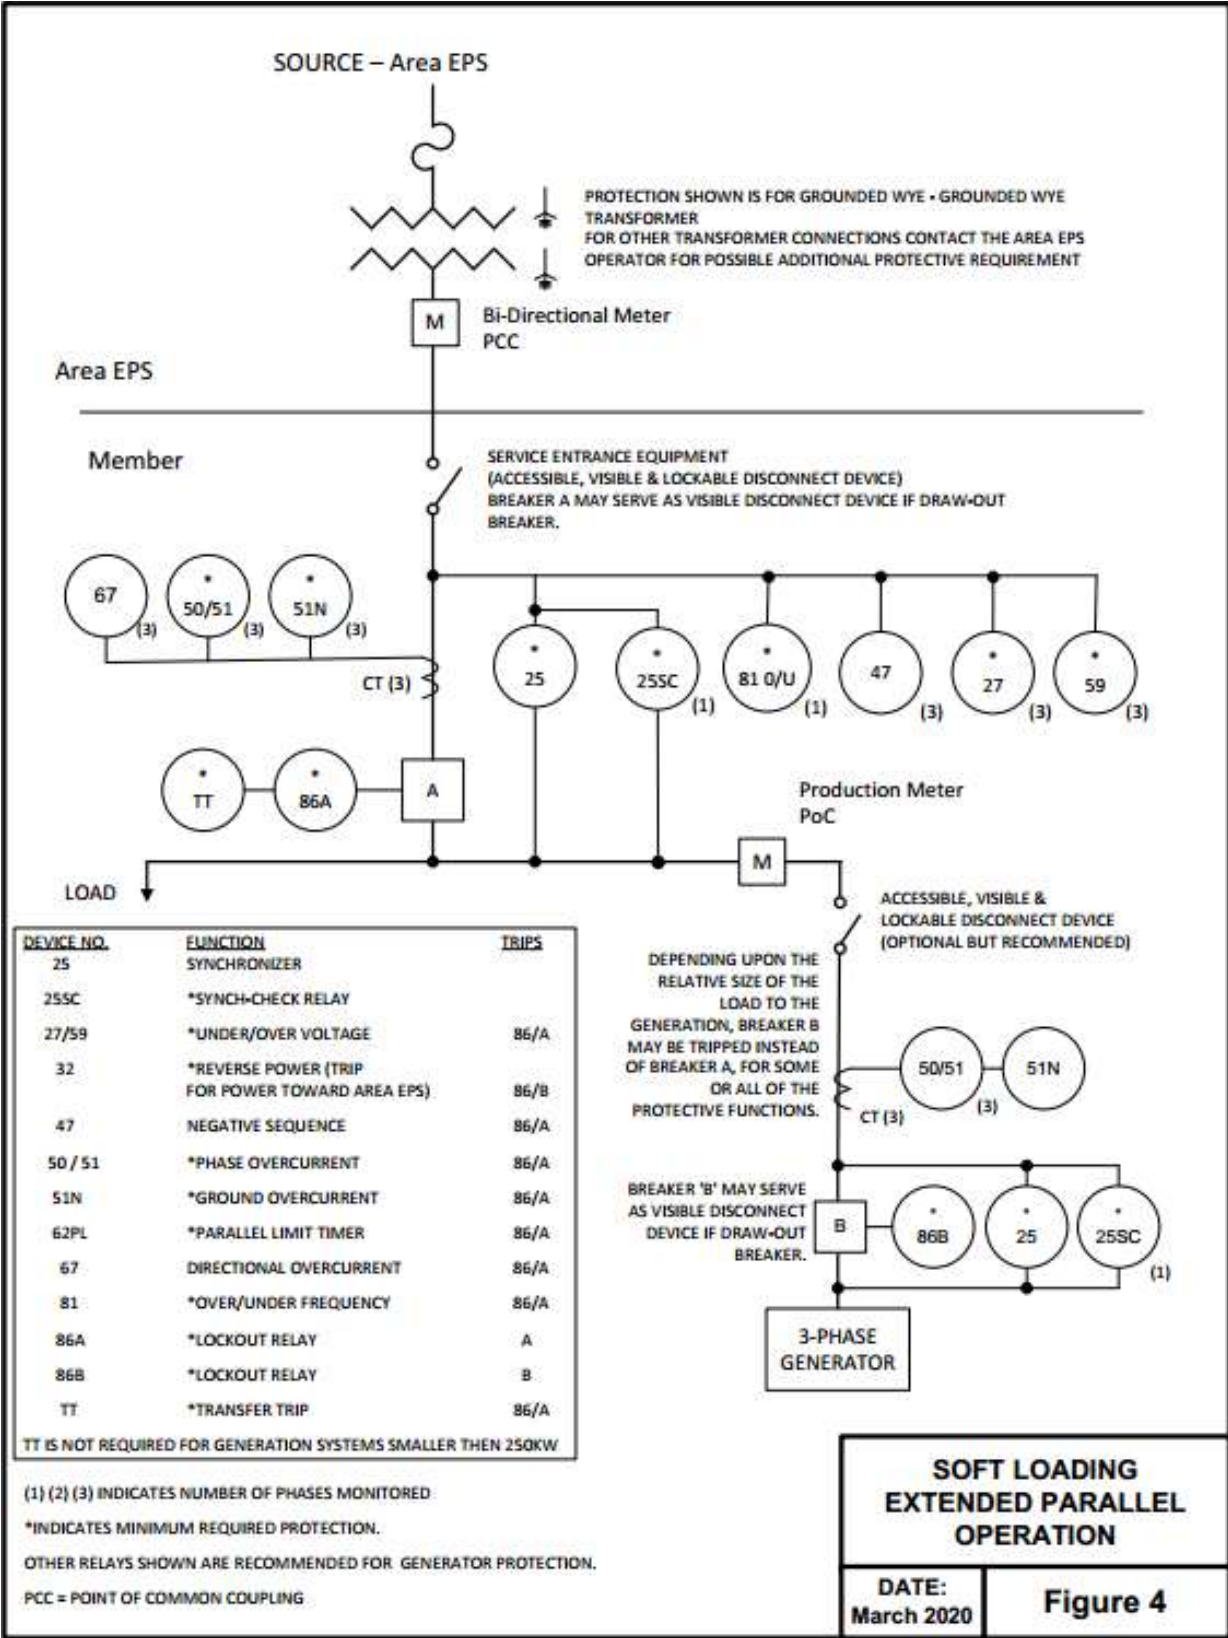 SOURCE – Area EPS
PROTECTION SHOWN IS FOR GROUNDED WYE - GROUNDED WYE
TRANSFORMER
FOR OTHER TRANSFORMER CONNECTIONS CONTACT THE AREA EPS
OPERATOR FOR POSSIBLE ADDITIONAL PROTECTIVE REQUIREMENT
M
Bi-Directional Meter
PCC
Area EPS
Member
SERVICE ENTRANCE EQUIPMENT
(ACCESSIBLE, VISIBLE & LOCKABLE DISCONNECT DEVICE)
BREAKER A MAY SERVE AS VISIBLE DISCONNECT DEVICE IF DRAW-OUT
BREAKER.
67
(3)
*
50/51
(3)
*
51N
(3)
CT (3)
*
25
*
25SC
(1)
*
81 0/U
(1)
47
(3)
*
27
(3)
*
59
(3)
*
TT
*
86A
A
Production Meter
PoC
M
LOAD
ACCESSIBLE, VISIBLE &
LOCKABLE DISCONNECT DEVICE
(OPTIONAL BUT RECOMMENDED)
DEPENDING UPON THE
RELATIVE SIZE OF THE
LOAD TO THE
GENERATION, BREAKER B
MAY BE TRIPPED INSTEAD
OF BREAKER A, FOR SOME
OR ALL OF THE
PROTECTIVE FUNCTIONS.
50/51
(3)
51N
CT (3)
BREAKER 'B' MAY SERVE
AS VISIBLE DISCONNECT
DEVICE IF DRAW-OUT
BREAKER.
B
*
86B
*
25
*
25SC
(1)
3-PHASE
GENERATOR
DEVICE NO. FUNCTION TRIPS
25 SYNCHRONIZER
25SC *SYNCH-CHECK RELAY
27/59 *UNDER/OVER VOLTAGE 86/A
32 *REVERSE POWER (TRIP
FOR POWER TOWARD AREA EPS) 86/B
47 NEGATIVE SEQUENCE 86/A
50 / 51 *PHASE OVERCURRENT 86/A
51N *GROUND OVERCURRENT 86/A
62PL *PARALLEL LIMIT TIMER 86/A
67 DIRECTIONAL OVERCURRENT 86/A
81 *OVER/UNDER FREQUENCY 86/A
86A *LOCKOUT RELAY A
86B *LOCKOUT RELAY B
TT *TRANSFER TRIP 86/A
TT IS NOT REQUIRED FOR GENERATION SYSTEMS SMALLER THEN 250KW
(1) (2) (3) INDICATES NUMBER OF PHASES MONITORED
*INDICATES MINIMUM REQUIRED PROTECTION.
OTHER RELAYS SHOWN ARE RECOMMENDED FOR GENERATOR PROTECTION.
PCC = POINT OF COMMON COUPLING
SOFT LOADING
EXTENDED PARALLEL
OPERATION
DATE:
March 2020
Figure 4